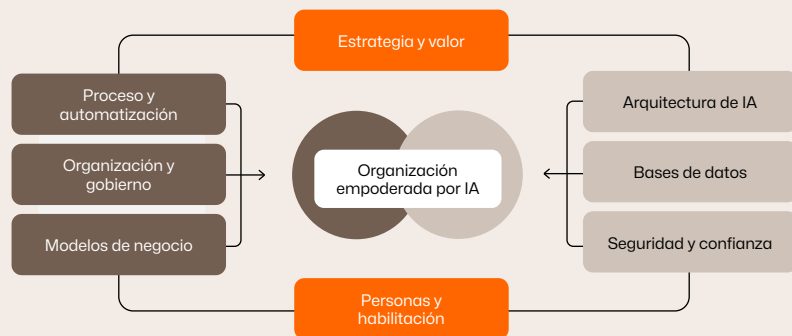 Estrategia y valor
Proceso y
automatización
Organización y
gobierno
Modelos de negocio
Organización
empoderada por IA
Arquitectura de IA
Bases de datos
Seguridad y confianza
Personas y
habilitación